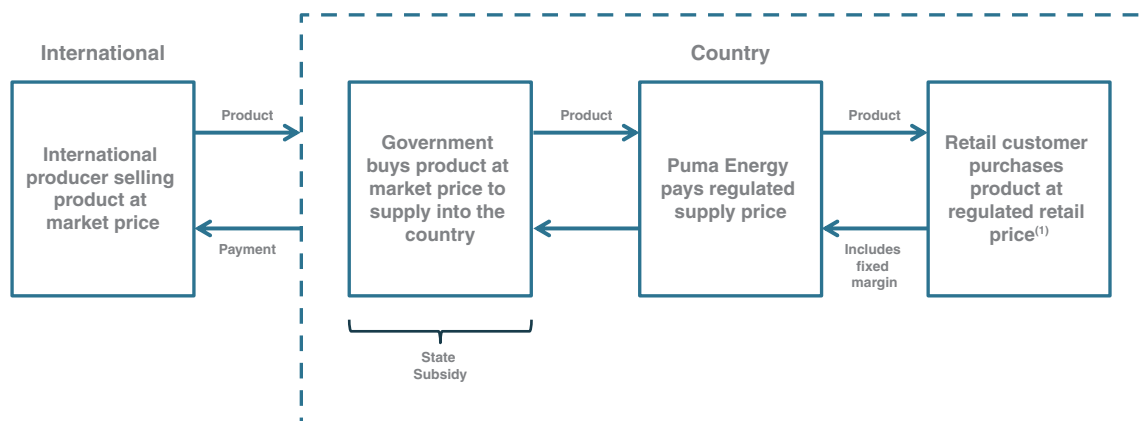 International
Country
International
producer selling
product at
market price
Product
Payment
Government
buys product at
market price to
supply into the
country
Product
Puma Energy
pays regulated
supply price
Product
Includes
fixed
margin
Retail customer
purchases
product at
regulated retail
price(1)
State
Subsidy